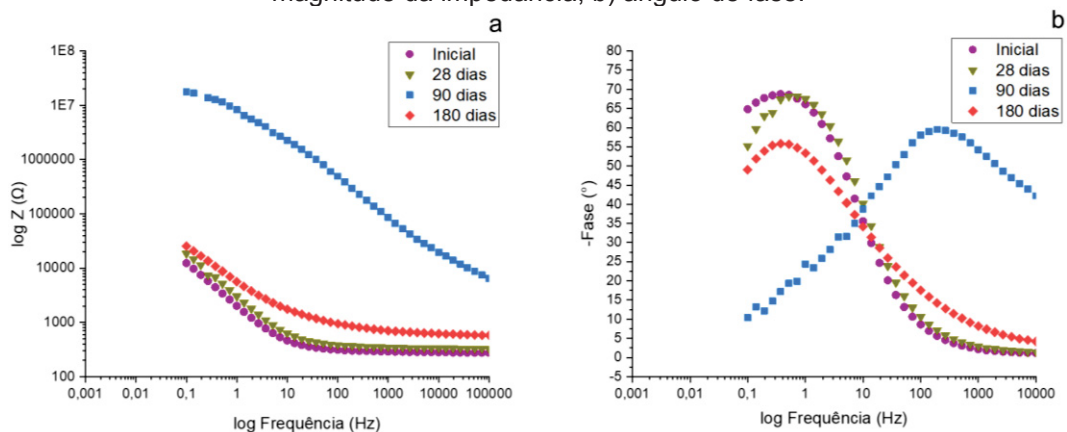 magnitude da impedância, b) ângulo de fase.
a
1E8
1E7
1000000
100000
10000
1000
100
log Z (Ω)
Inicial
28 dias
90 dias
180 dias
0,001 0,01 0,1 1 10 100 1000 10000 100000
log Frequência (Hz)
b
80
75
70
65
60
55
50
45
40
35
30
25
20
15
10
5
0
-Fase (°)
Inicial
28 dias
90 dias
180 dias
0,001 0,01 0,1 1 10 100 1000 10000
log Frequência (Hz)